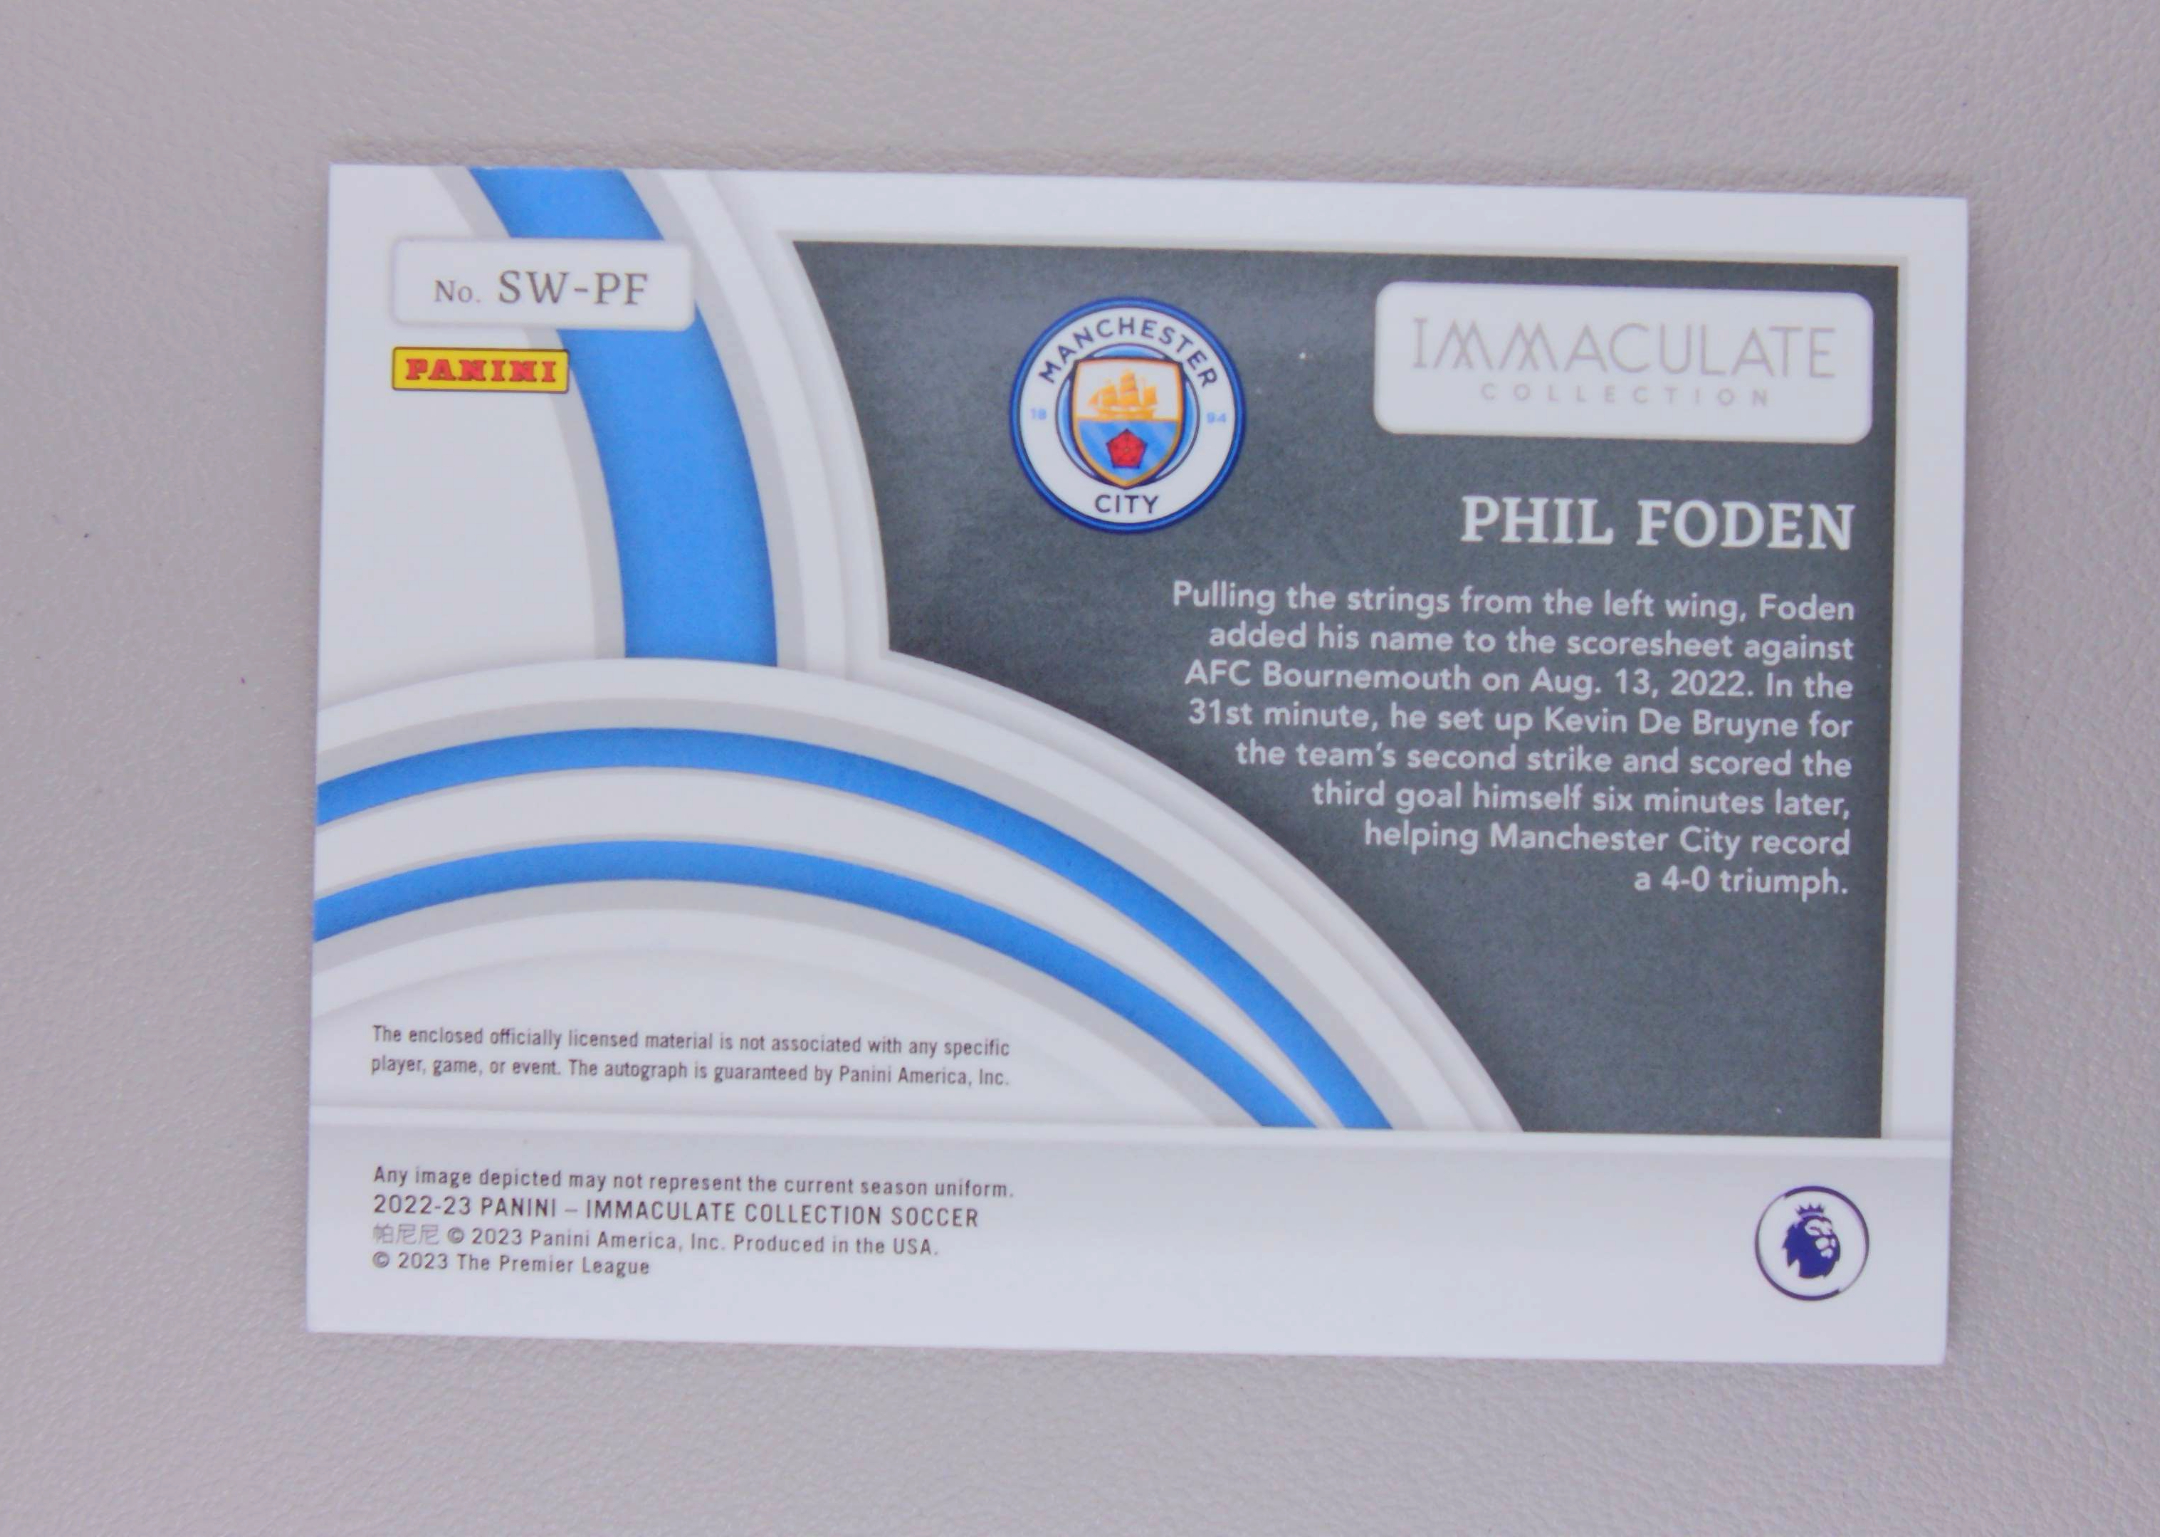 No. SW-PF
PANINI
MANCHESTER
18 94
CITY
IMMACULATE
COLLECTION
PHIL FODEN
Pulling the strings from the left wing, Foden
added his name to the scoresheet against
AFC Bournemouth on Aug. 13, 2022. In the
31st minute, he set up Kevin De Bruyne for
the team's second strike and scored the
third goal himself six minutes later,
helping Manchester City record
a 4-0 triumph.
The enclosed officially licensed material is not associated with any specific
player, game, or event. The autograph is guaranteed by Panini America, Inc.
Any image depicted may not represent the current season uniform.
2022-23 PANINI – IMMACULATE COLLECTION SOCCER
帕尼尼 © 2023 Panini America, Inc. Produced in the USA.
© 2023 The Premier League